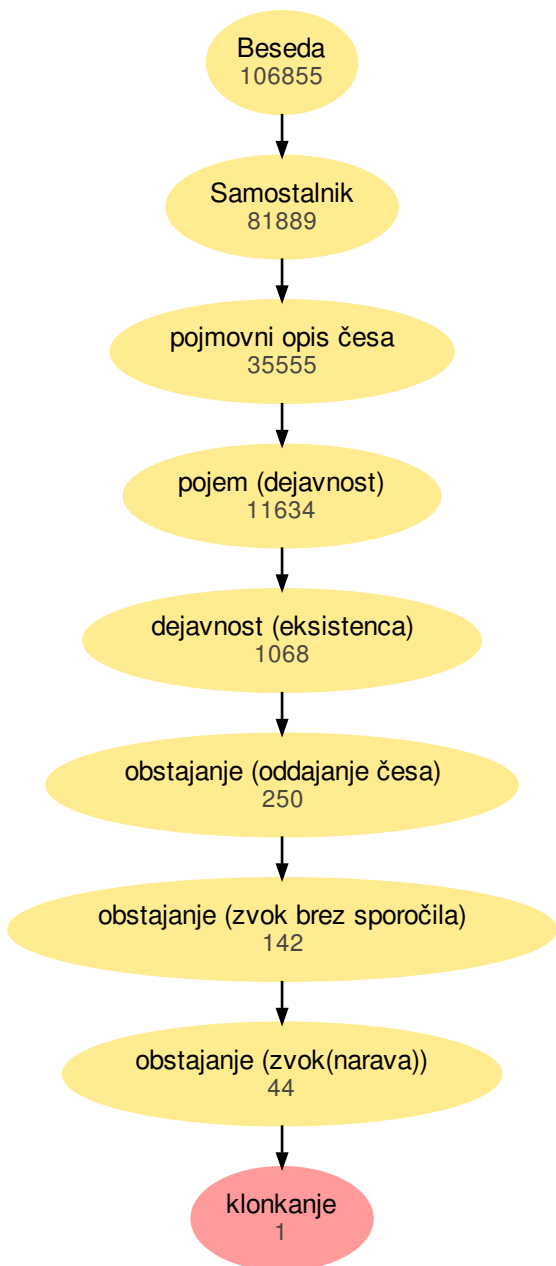 Beseda
106855
Samostalnik
81889
pojmovni opis česa
35555
pojem (dejavnost)
11634
dejavnost (eksistenca)
1068
obstajanje (oddajanje česa)
250
obstajanje (zvok brez sporočila)
142
obstajanje (zvok(narava))
44
klonkanje
1